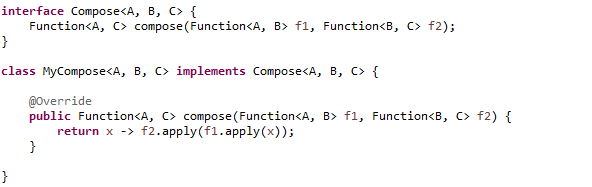 interface Compose<A, B, C> {
    Function<A, C> compose(Function<A, B> f1, Function<B, C> f2);
}
class MyCompose<A, B, C> implements Compose<A, B, C> {
    @Override
    public Function<A, C> compose(Function<A, B> f1, Function<B, C> f2) {
        return x -> f2.apply(f1.apply(x));
    }
}